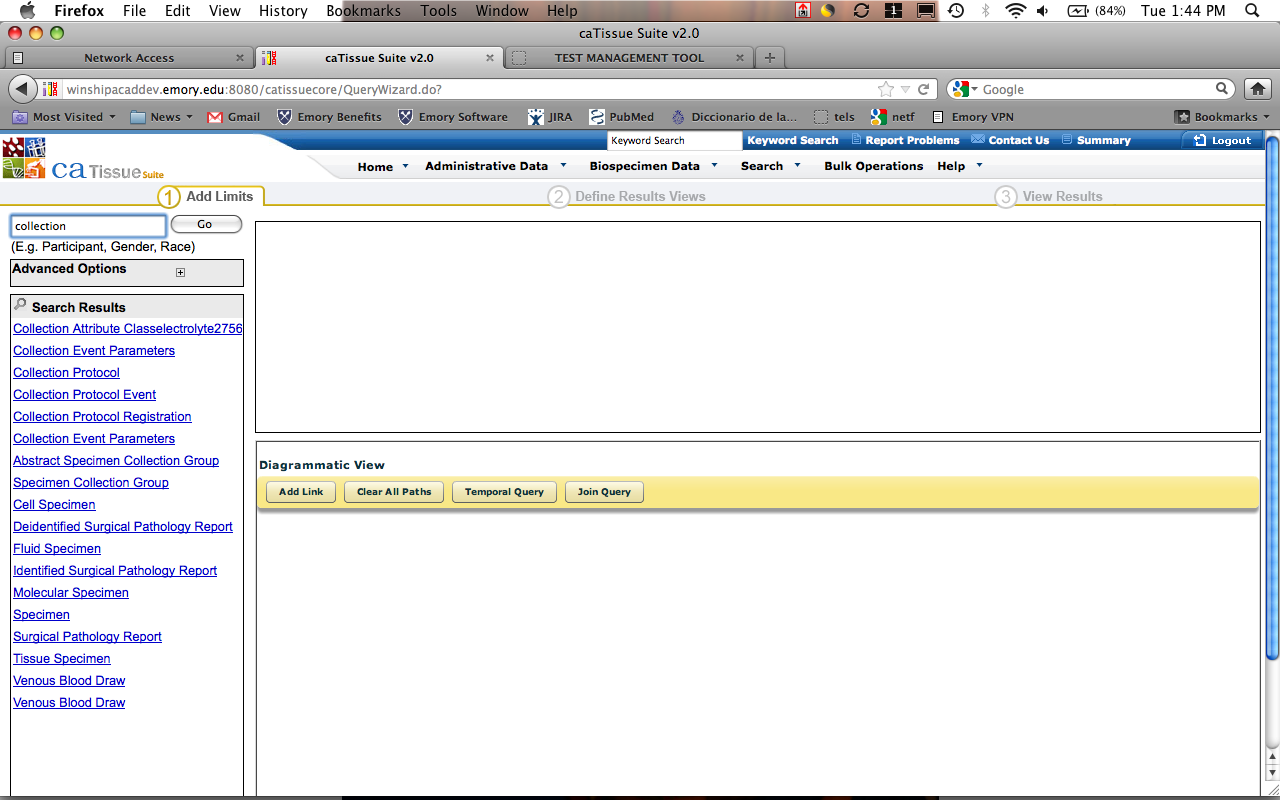 Firefox File Edit View History Bookmarks Tools Window Help 1 (84%) Tue 1:44 PM
caTissue Suite v2.0
Network Access × caTissue Suite v2.0 × TEST MANAGEMENT TOOL × +
winshipacaddev.emory.edu:8080/catissuecore/QueryWizard.do? Google
Most Visited News Gmail Emory Benefits Emory Software JIRA PubMed Diccionario de la... tels netf Emory VPN Bookmarks
Keyword Search Keyword Search Report Problems Contact Us Summary Logout
ca Tissue Suite
Home Administrative Data Biospecimen Data Search Bulk Operations Help
1 Add Limits 2 Define Results Views 3 View Results
collection Go
(E.g. Participant, Gender, Race)
Advanced Options +
Search Results
Collection Attribute Classelectrolyte2756
Collection Event Parameters
Collection Protocol
Collection Protocol Event
Collection Protocol Registration
Collection Event Parameters
Abstract Specimen Collection Group
Specimen Collection Group
Cell Specimen
Deidentified Surgical Pathology Report
Fluid Specimen
Identified Surgical Pathology Report
Molecular Specimen
Specimen
Surgical Pathology Report
Tissue Specimen
Venous Blood Draw
Venous Blood Draw
Diagrammatic View
Add Link Clear All Paths Temporal Query Join Query